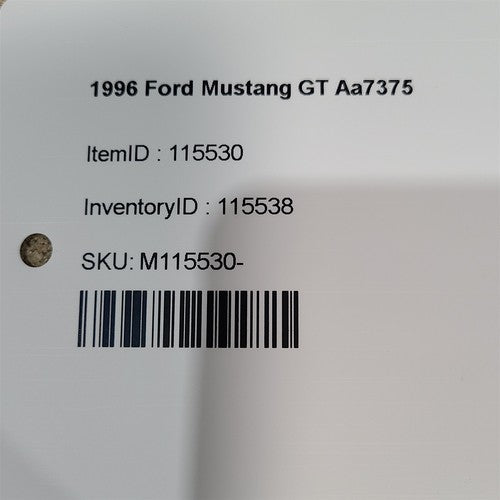 1996 Ford Mustang GT Aa7375
ItemID : 115530
InventoryID : 115538
SKU: M115530-